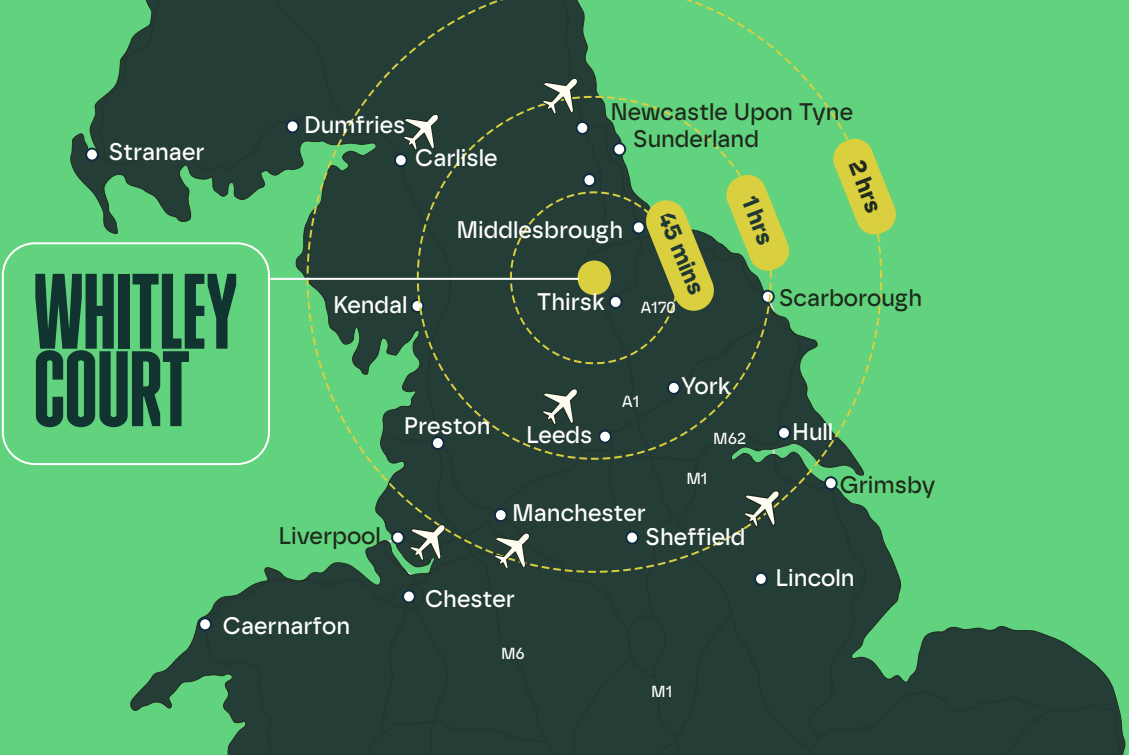 Newcastle Upon Tyne
Dumfries
Sunderland
Stranaer
Carlisle
2 hrs
1 hrs
45 mins
Middlesbrough
WHITLEY
COURT
Thirsk
A170
Scarborough
Kendal
York
A1
Preston
Leeds
M62
Hull
M1
Grimsby
Manchester
Liverpool
Sheffield
Lincoln
Chester
Caernarfon
M6
M1